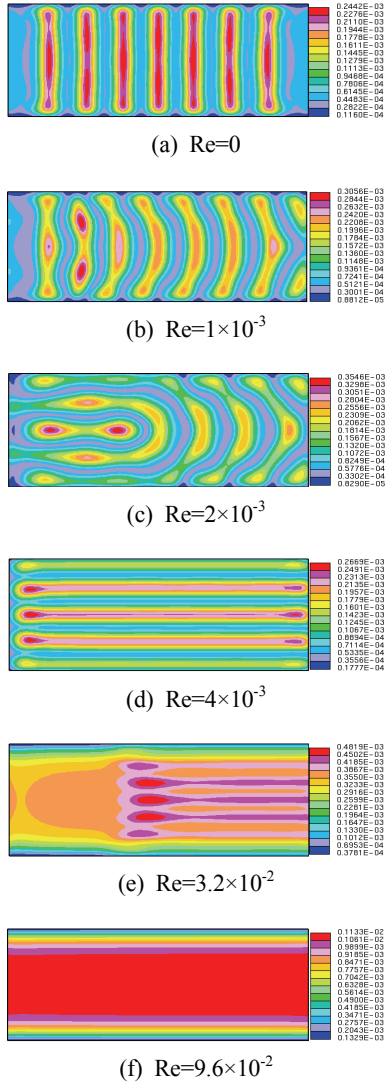 0.2442E-03
0.2276E-03
0.2110E-03
0.1944E-03
0.1778E-03
0.1611E-03
0.1445E-03
0.1279E-03
0.1113E-03
0.9468E-04
0.7806E-04
0.6145E-04
0.4483E-04
0.2822E-04
0.1160E-04
(a) Re=0
0.3056E-03
0.2844E-03
0.2632E-03
0.2420E-03
0.2208E-03
0.1996E-03
0.1784E-03
0.1572E-03
0.1360E-03
0.1148E-03
0.9361E-04
0.7241E-04
0.5121E-04
0.3001E-04
0.8812E-05
(b) Re=1×10⁻³
0.3546E-03
0.3298E-03
0.3051E-03
0.2804E-03
0.2556E-03
0.2309E-03
0.2062E-03
0.1814E-03
0.1567E-03
0.1320E-03
0.1072E-03
0.8249E-04
0.5776E-04
0.3302E-04
0.8290E-05
(c) Re=2×10⁻³
0.2669E-03
0.2491E-03
0.2313E-03
0.2135E-03
0.1957E-03
0.1779E-03
0.1601E-03
0.1423E-03
0.1245E-03
0.1067E-03
0.8894E-04
0.7114E-04
0.5335E-04
0.3556E-04
0.1777E-04
(d) Re=4×10⁻³
0.4819E-03
0.4502E-03
0.4185E-03
0.3867E-03
0.3550E-03
0.3233E-03
0.2916E-03
0.2599E-03
0.2281E-03
0.1964E-03
0.1647E-03
0.1330E-03
0.1012E-03
0.6953E-04
0.3781E-04
(e) Re=3.2×10⁻²
0.1133E-02
0.1061E-02
0.9899E-03
0.9185E-03
0.8471E-03
0.7757E-03
0.7042E-03
0.6328E-03
0.5614E-03
0.4900E-03
0.4185E-03
0.3471E-03
0.2757E-03
0.2043E-03
0.1329E-03
(f) Re=9.6×10⁻²